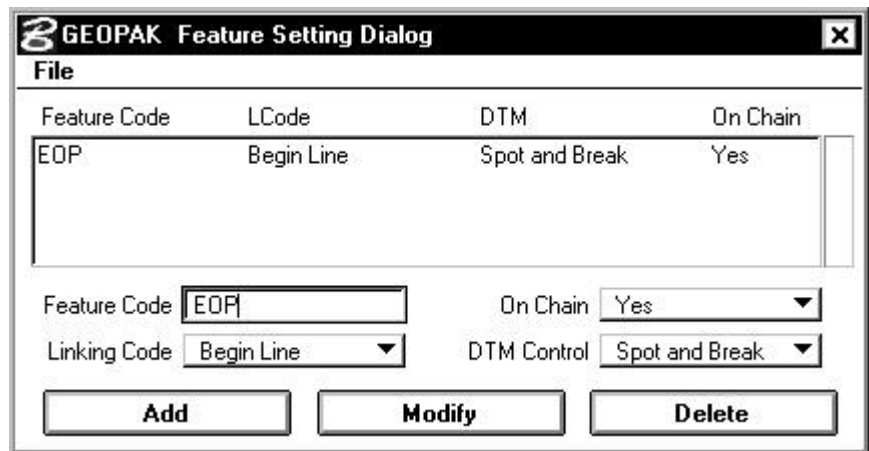 GEOPAK Feature Setting Dialog
File
Feature Code LCode DTM On Chain
EOP Begin Line Spot and Break Yes
Feature Code EOP On Chain Yes
Linking Code Begin Line DTM Control Spot and Break
Add Modify Delete